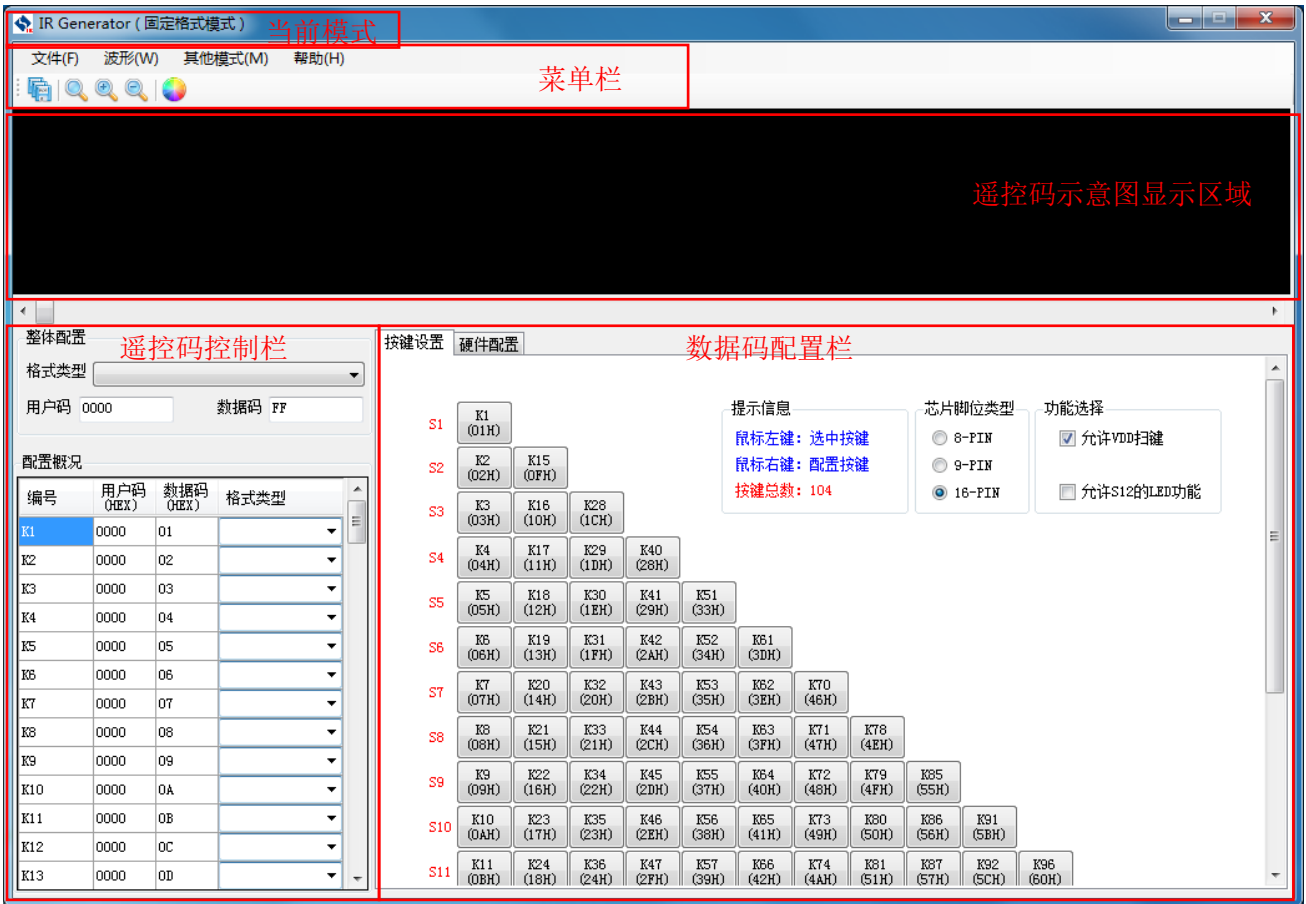 IR Generator ( 固定格式模式 )
当前模式
文件(F) 波形(W) 其他模式(M) 帮助(H)
菜单栏
遥控码示意图显示区域
整体配置
遥控码控制栏
格式类型
用户码 0000 数据码 FF
配置概况
编号 用户码(HEX) 数据码(HEX) 格式类型
K1 0000 01
K2 0000 02
K3 0000 03
K4 0000 04
K5 0000 05
K6 0000 06
K7 0000 07
K8 0000 08
K9 0000 09
K10 0000 0A
K11 0000 0B
K12 0000 0C
K13 0000 0D
按键设置 硬件配置
数据码配置栏
提示信息
鼠标左键: 选中按键
鼠标右键: 配置按键
按键总数: 104
芯片脚位类型
8-PIN
9-PIN
16-PIN
功能选择
允许VDD扫键
允许S12的LED功能
S1 K1(01H)
S2 K2(02H) K15(0FH)
S3 K3(03H) K16(10H) K28(1CH)
S4 K4(04H) K17(11H) K29(1DH) K40(28H)
S5 K5(05H) K18(12H) K30(1EH) K41(29H) K51(33H)
S6 K6(06H) K19(13H) K31(1FH) K42(2AH) K52(34H) K61(3DH)
S7 K7(07H) K20(14H) K32(20H) K43(2BH) K53(35H) K62(3EH) K70(46H)
S8 K8(08H) K21(15H) K33(21H) K44(2CH) K54(36H) K63(3FH) K71(47H) K78(4EH)
S9 K9(09H) K22(16H) K34(22H) K45(2DH) K55(37H) K64(40H) K72(48H) K79(4FH) K85(55H)
S10 K10(0AH) K23(17H) K35(23H) K46(2EH) K56(38H) K65(41H) K73(49H) K80(50H) K86(56H) K91(5BH)
S11 K11(0BH) K24(18H) K36(24H) K47(2FH) K57(39H) K66(42H) K74(4AH) K81(51H) K87(57H) K92(5CH) K96(60H)